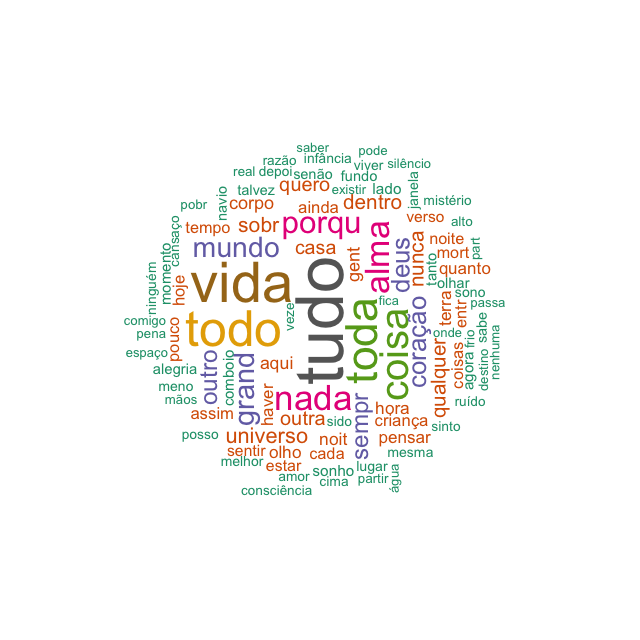 saber
pode
razão
infância
viver
silêncio
real
depoi
senão
fundo
talvez
quero
existir
lado
janela
mistério
pobr
navio
corpo
ainda
dentro
verso
alto
tempo
sobr
porqu
alma
cansaço
mundo
casa
gent
deus
nunca
noite
mort
part
quanto
tanto
olhar
ninguém
momento
hoje
vida
tudo
fica
sono
passa
comigo
pena
todo
veze
toda
coisa
coração
terra
entr
onde
frio
sabe
pouco
espaço
alegria
outro
comboio
aqui
qualquer
coisas
agora
destino
nenhuma
meno
mãos
grand
haver
nada
sempr
hora
ruído
assim
outra
sido
criança
sinto
posso
universo
noit
pensar
sentir
olho
cada
mesma
melhor
estar
sonho
lugar
amor
cima
partir
água
consciência